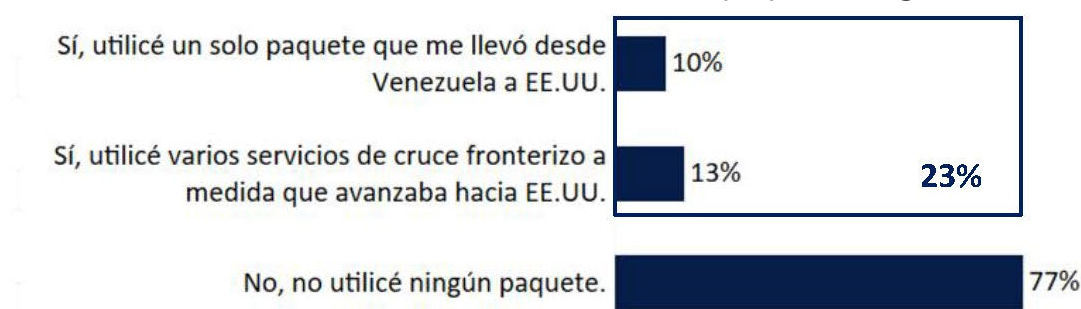 Sí, utilicé un solo paquete que me llevó desde
Venezuela a EE.UU.
10%
Sí, utilicé varios servicios de cruce fronterizo a
medida que avanzaba hacia EE.UU.
13%
23%
No, no utilicé ningún paquete.
77%